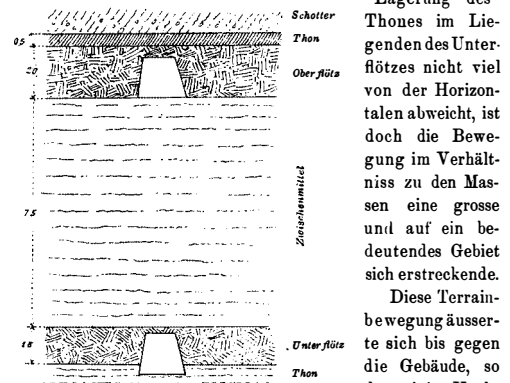 Lagerung des
Thones im Lie-
genden des Unter-
flötzes nicht viel
von der Horizon-
talen abweicht, ist
doch die Bewe-
gung im Verhält-
niss zu den Mas-
sen eine grosse
und auf ein be-
deutendes Gebiet
sich erstreckende.
Diese Terrain-
bewegung äusser-
te sich bis gegen
die Gebäude, so
Schotter
0,5
Thon
2,0
Oberflötz
7,5
Zwischenmittel
1,8
Unterflötz
Thon